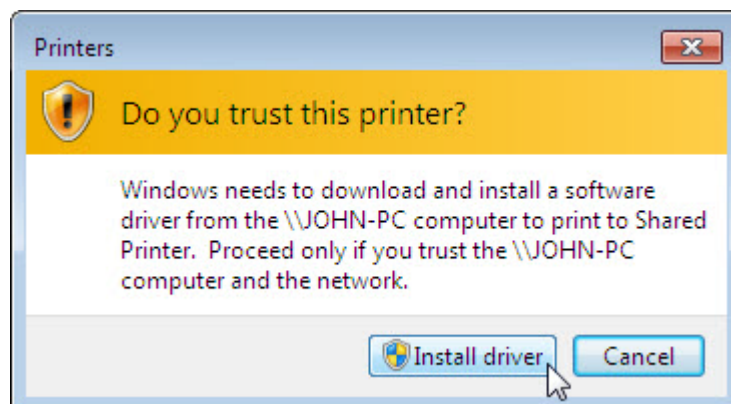 Printers
Do you trust this printer?
Windows needs to download and install a software
driver from the \\JOHN-PC computer to print to Shared
Printer.  Proceed only if you trust the \\JOHN-PC
computer and the network.
Install driver
Cancel